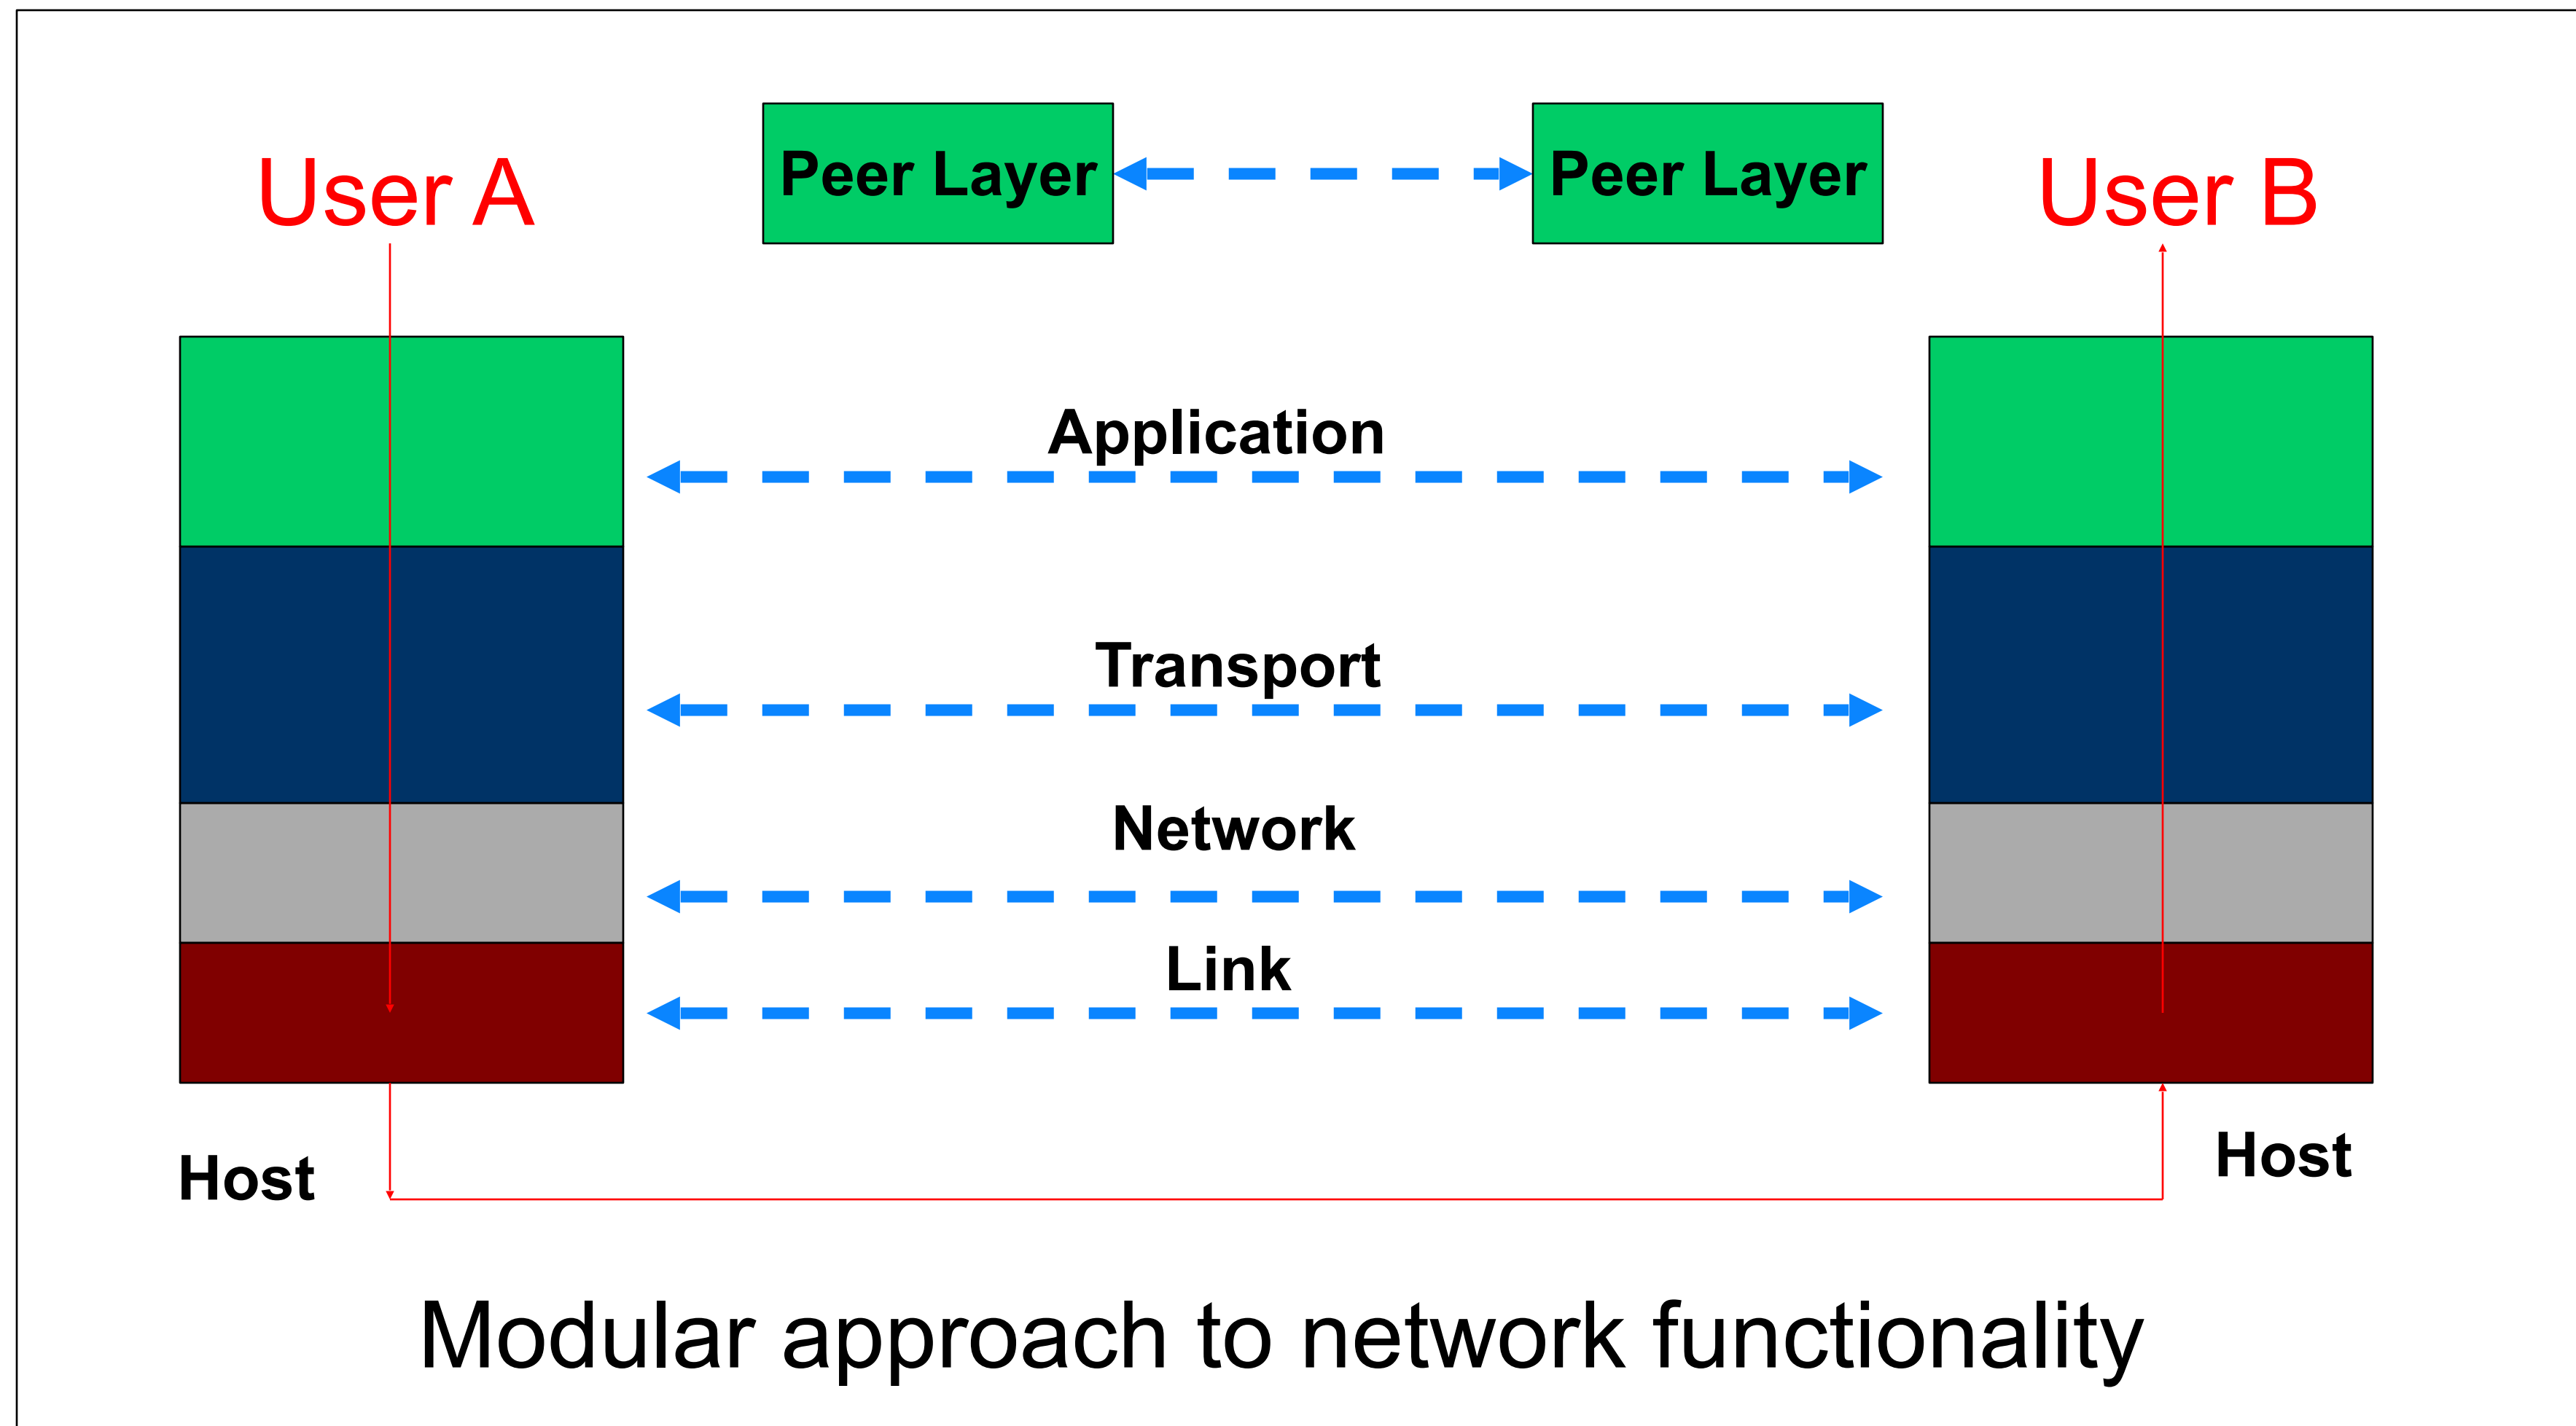 Peer Layer
Peer Layer
User A
User B
Application
Transport
Network
Link
Host
Host
Modular approach to network functionality